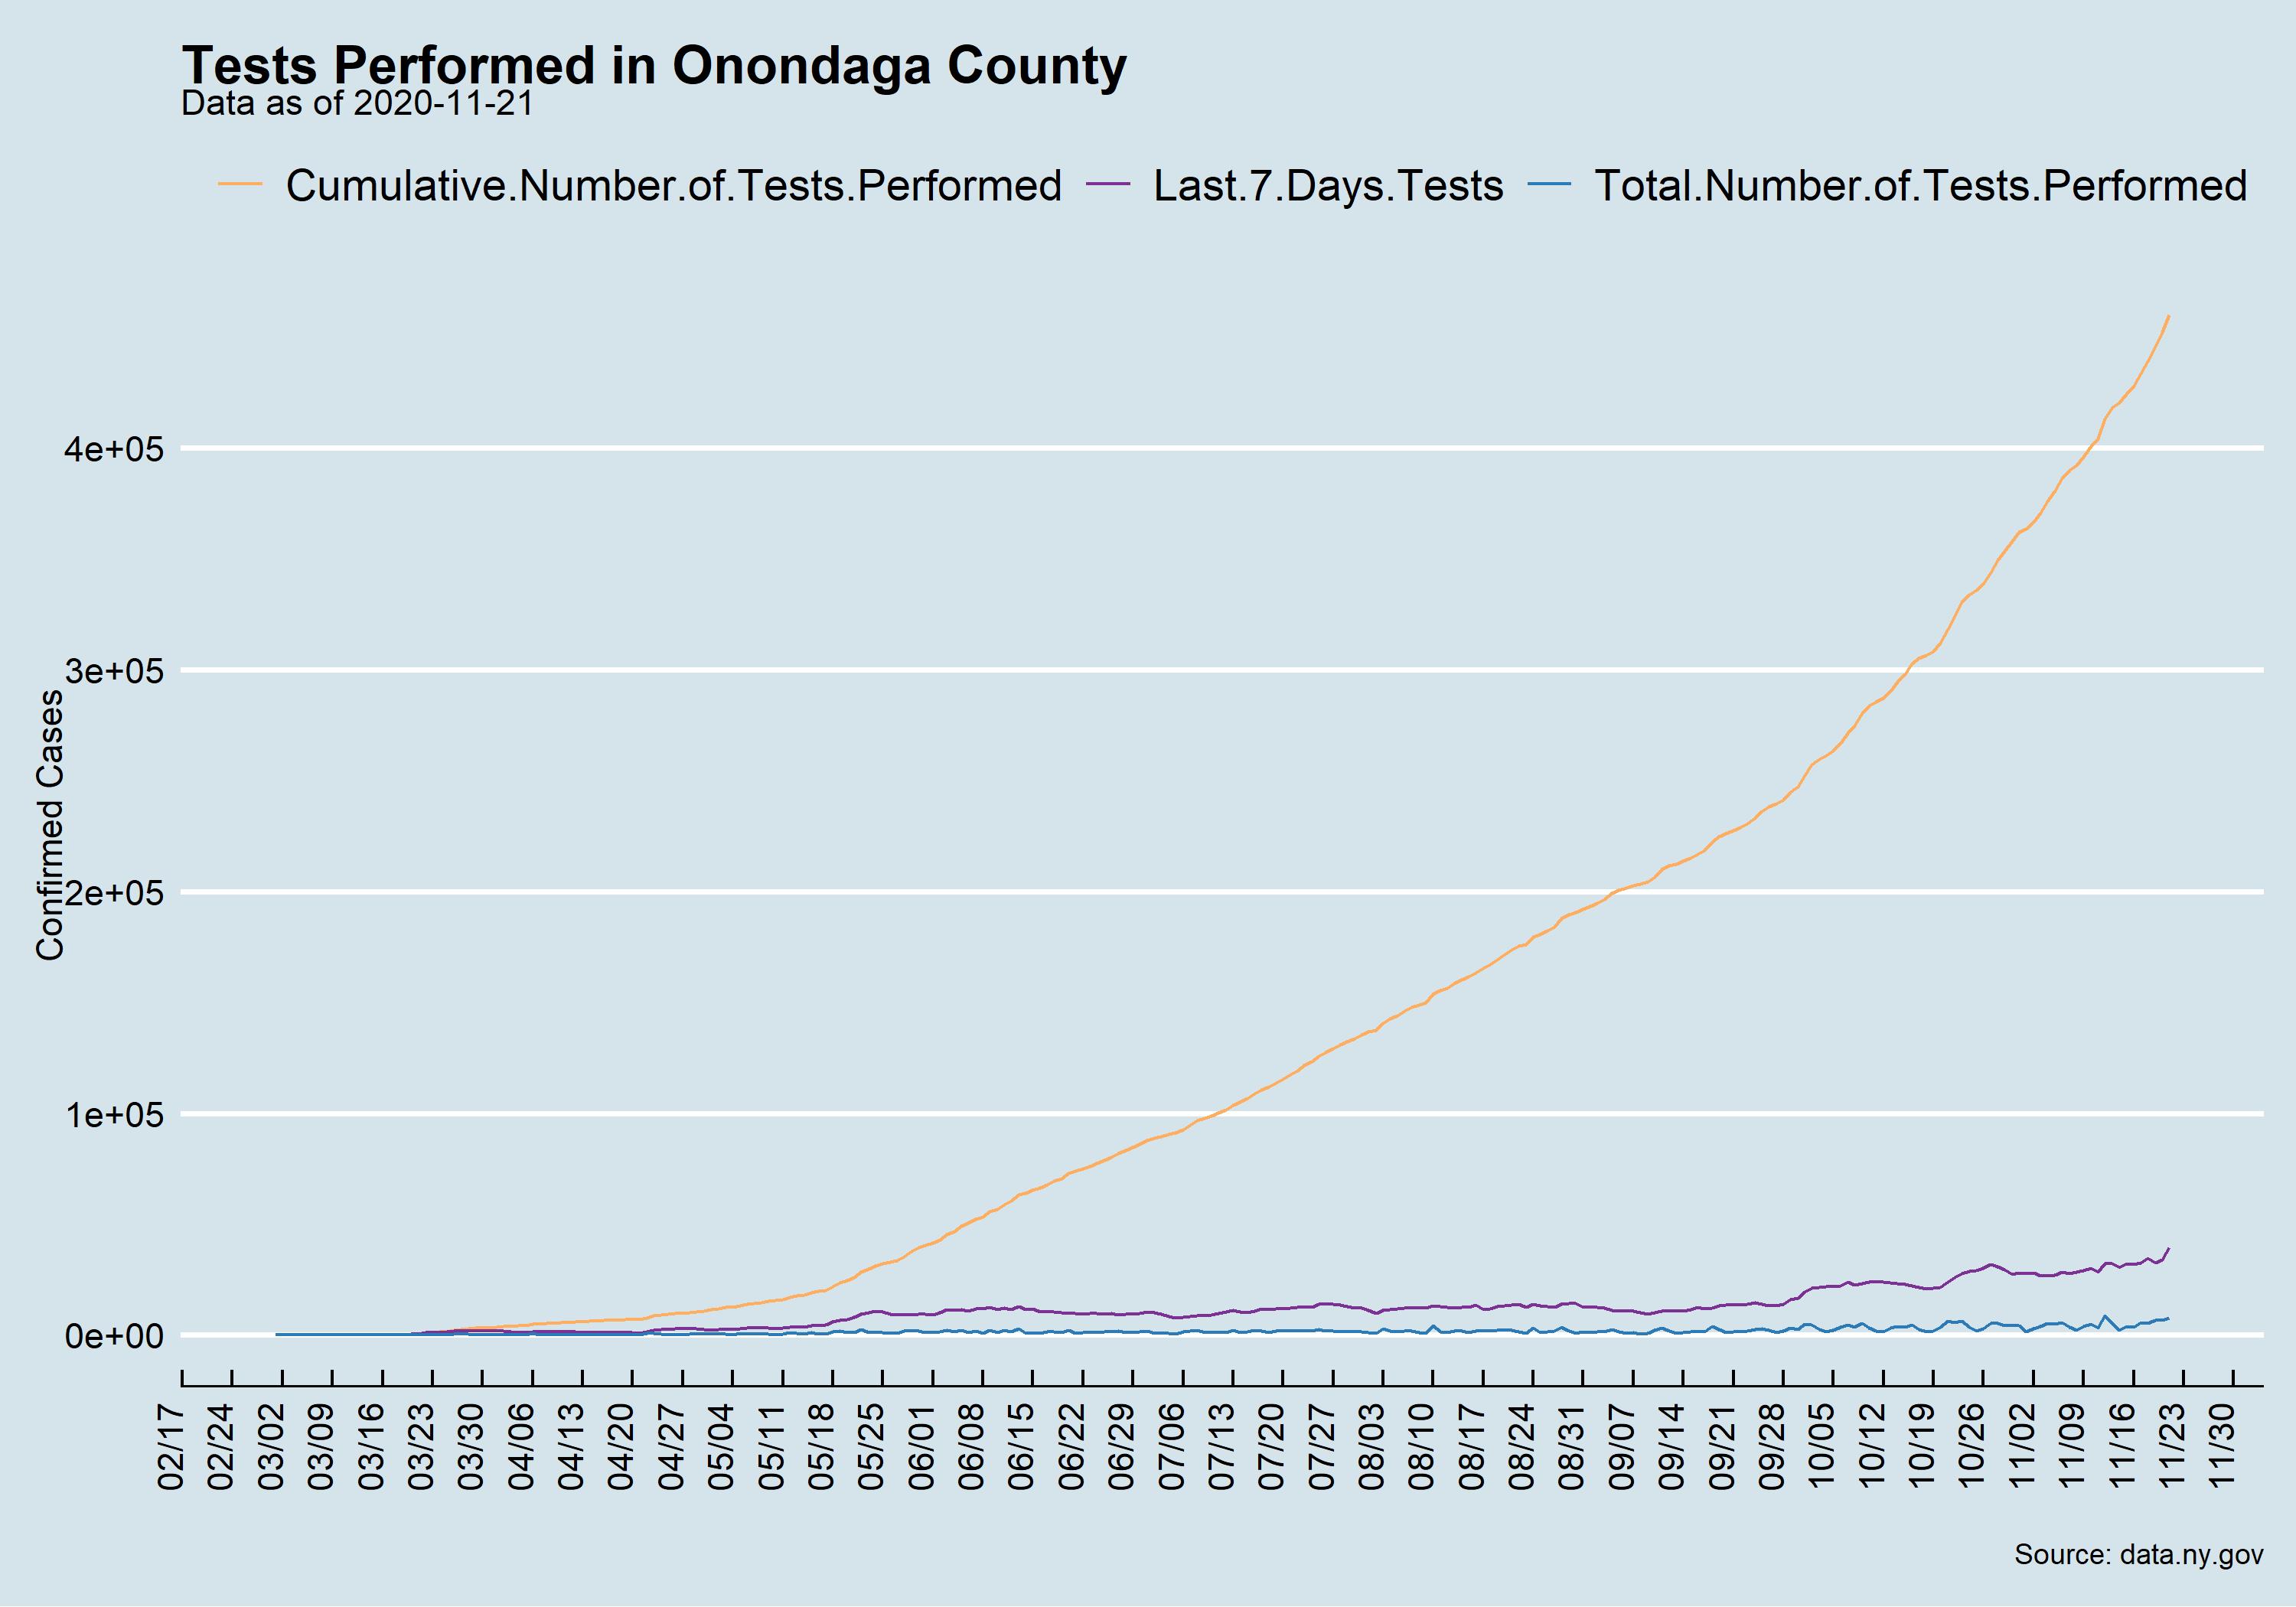 Tests Performed in Onondaga County
Data as of 2020-11-21
Cumulative.Number.of.Tests.Performed Last.7.Days.Tests Total.Number.of.Tests.Performed
4e+05
3e+05
2e+05
1e+05
0e+00
Confirmed Cases
02/17 02/24 03/02 03/09 03/16 03/23 03/30 04/06 04/13 04/20 04/27 05/04 05/11 05/18 05/25 06/01 06/08 06/15 06/22 06/29 07/06 07/13 07/20 07/27 08/03 08/10 08/17 08/24 08/31 09/07 09/14 09/21 09/28 10/05 10/12 10/19 10/26 11/02 11/09 11/16 11/23 11/30
Source: data.ny.gov